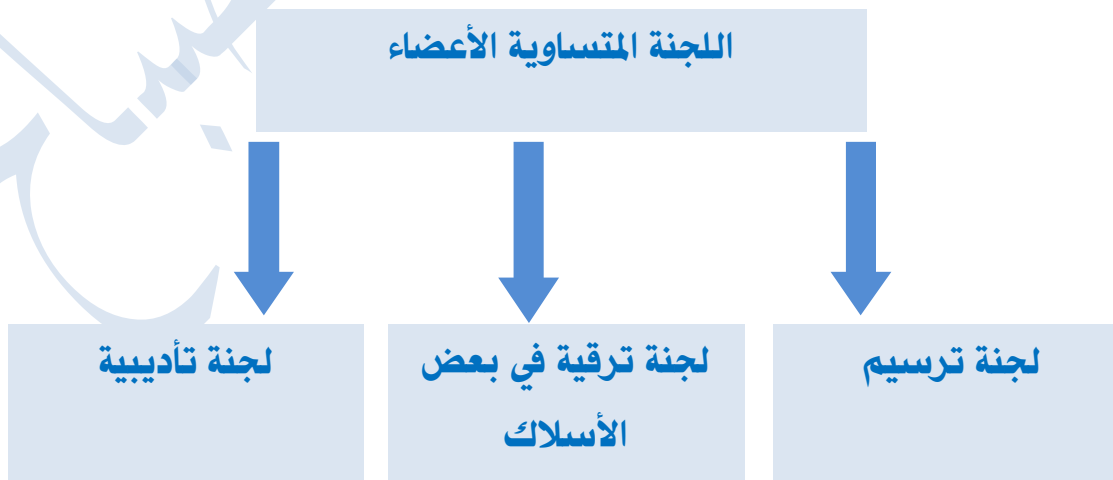 اللجنة المتساوية الأعضاء
لجنة ترسيم
لجنة ترقية في بعض
الأسلاك
لجنة تأديبية